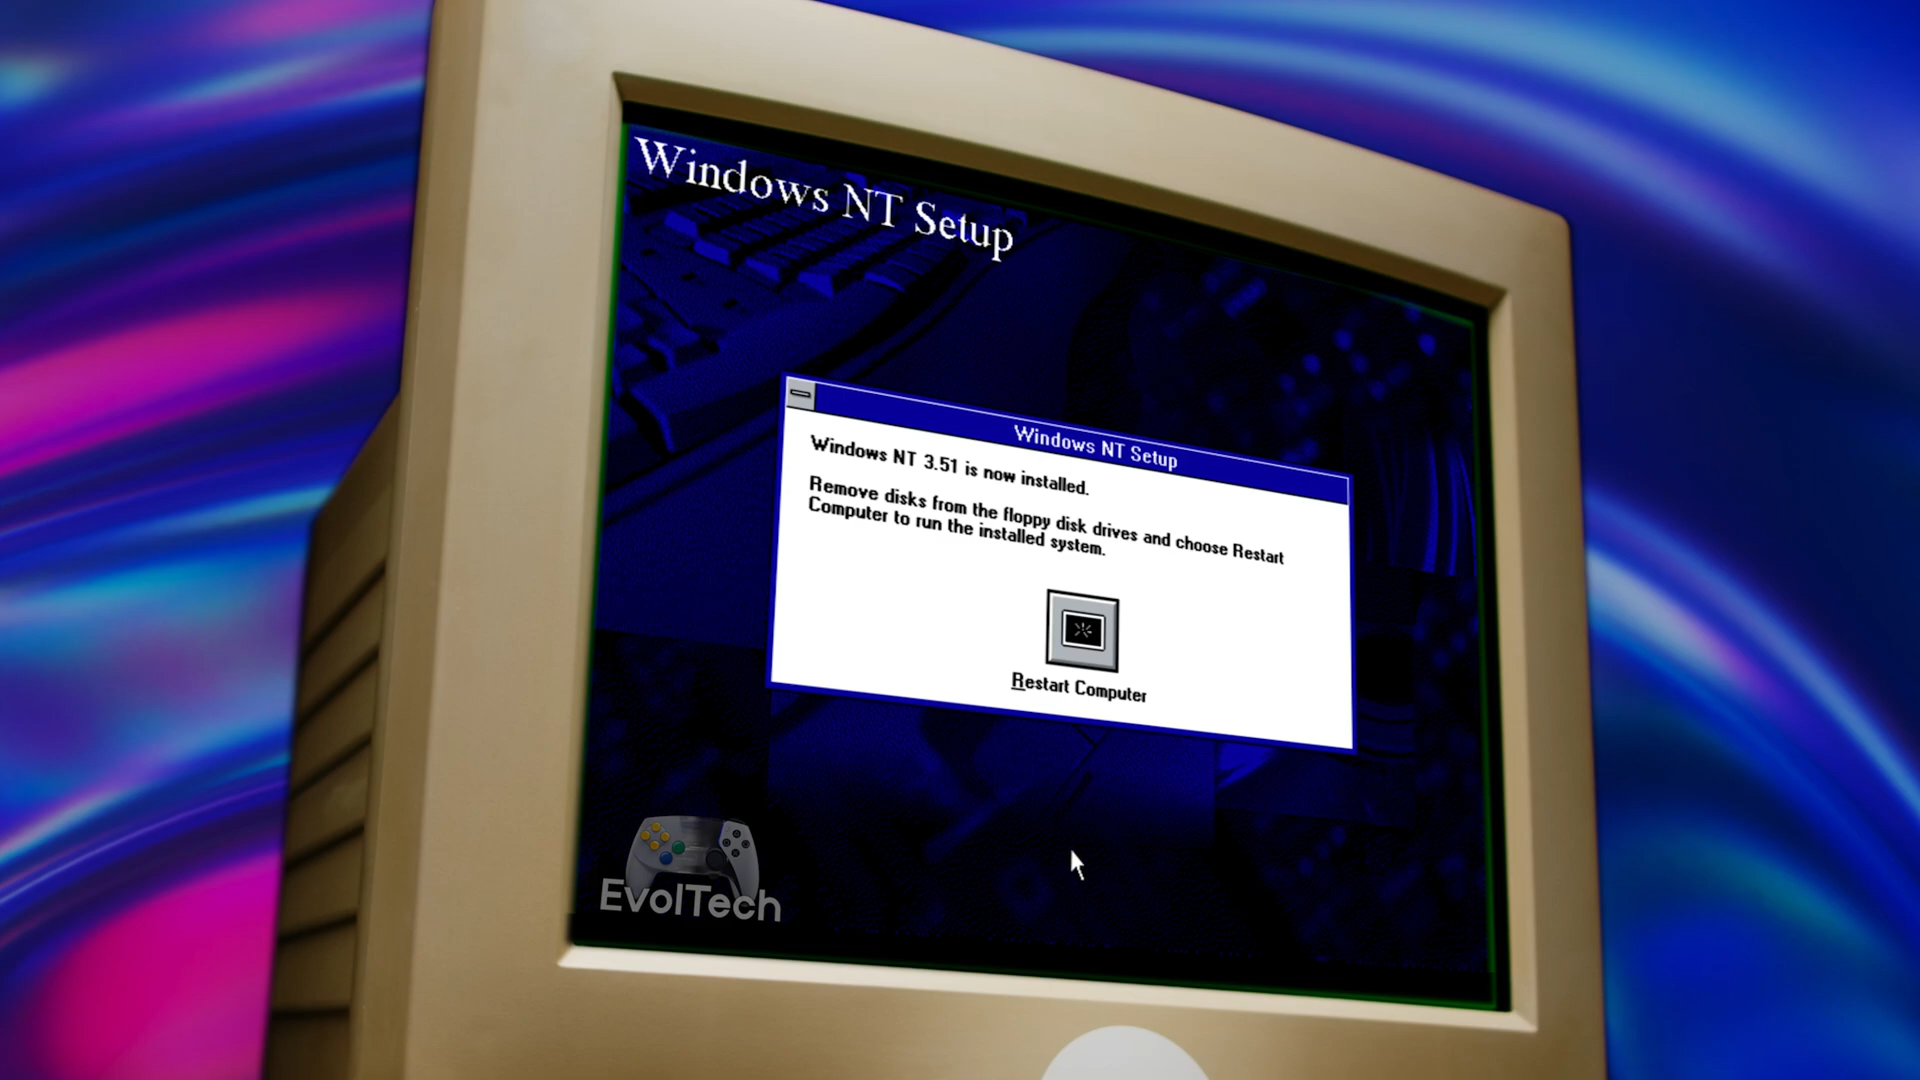 Windows NT Setup
Windows NT Setup
Windows NT 3.51 is now installed.
Remove disks from the floppy disk drives and choose Restart
Computer to run the installed system.
Restart Computer
EvolTech